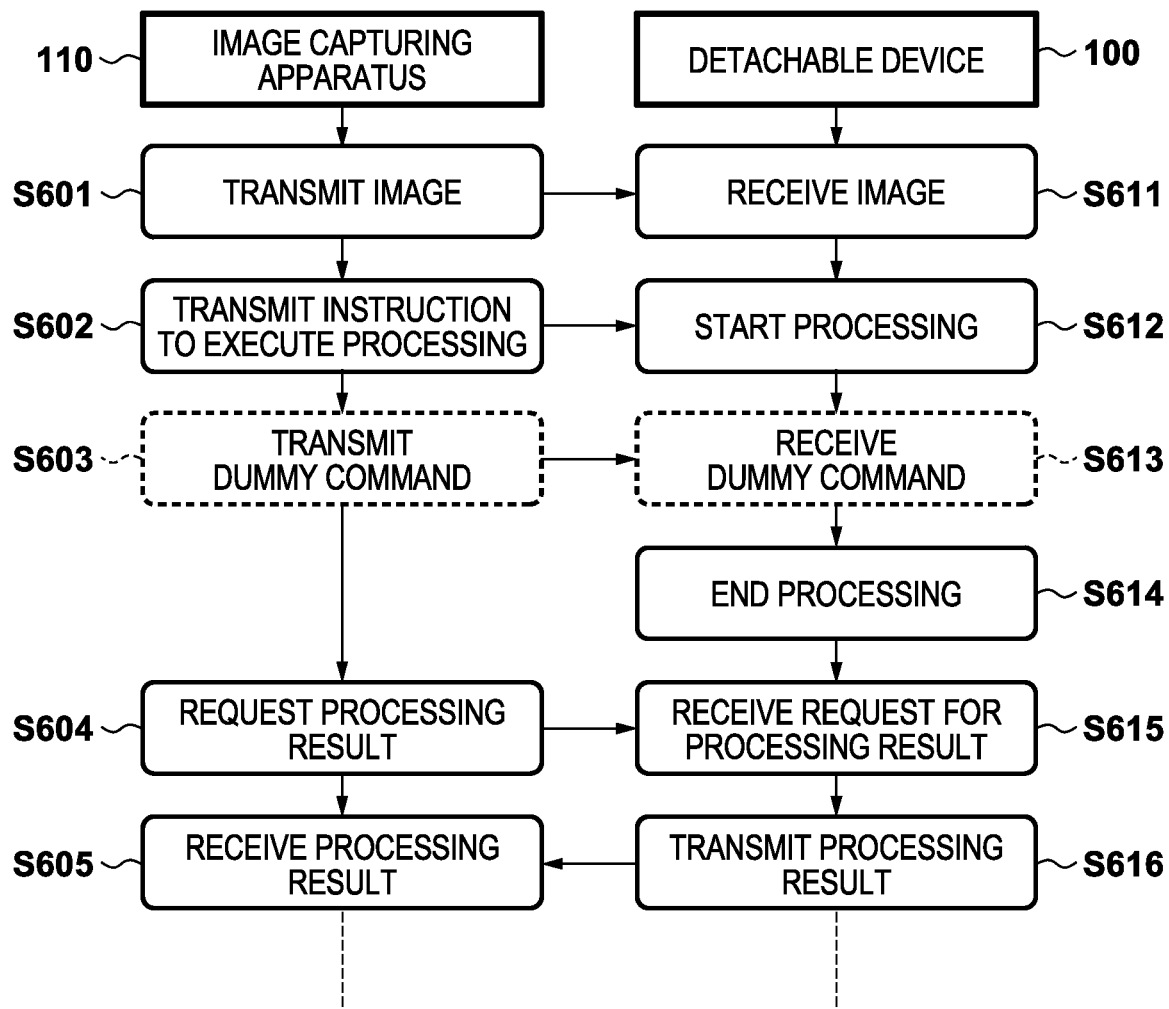 110
IMAGE CAPTURING
APPARATUS
DETACHABLE DEVICE
100
S601
TRANSMIT IMAGE
RECEIVE IMAGE
S611
S602
TRANSMIT INSTRUCTION
TO EXECUTE PROCESSING
START PROCESSING
S612
S603
TRANSMIT
DUMMY COMMAND
RECEIVE
DUMMY COMMAND
S613
END PROCESSING
S614
S604
REQUEST PROCESSING
RESULT
RECEIVE REQUEST FOR
PROCESSING RESULT
S615
S605
RECEIVE PROCESSING
RESULT
TRANSMIT PROCESSING
RESULT
S616